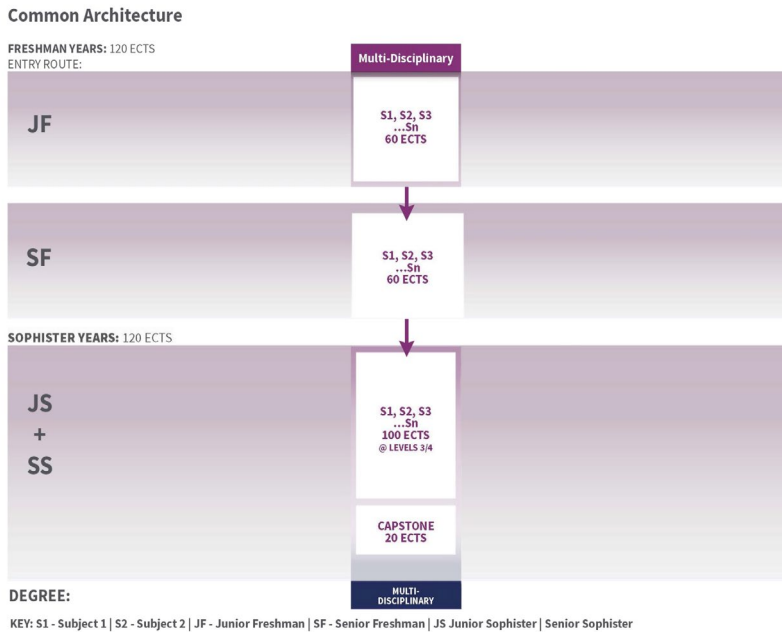 Common Architecture
FRESHMAN YEARS: 120 ECTS
ENTRY ROUTE:
Multi-Disciplinary
JF
S1, S2, S3
...Sn
60 ECTS
SF
S1, S2, S3
...Sn
60 ECTS
SOPHISTER YEARS: 120 ECTS
JS
+
SS
S1, S2, S3
...Sn
100 ECTS
@ LEVELS 3/4
CAPSTONE
20 ECTS
DEGREE:
MULTI-
DISCIPLINARY
KEY: S1 - Subject 1 | S2 - Subject 2 | JF - Junior Freshman | SF - Senior Freshman | JS Junior Sophister | Senior Sophister